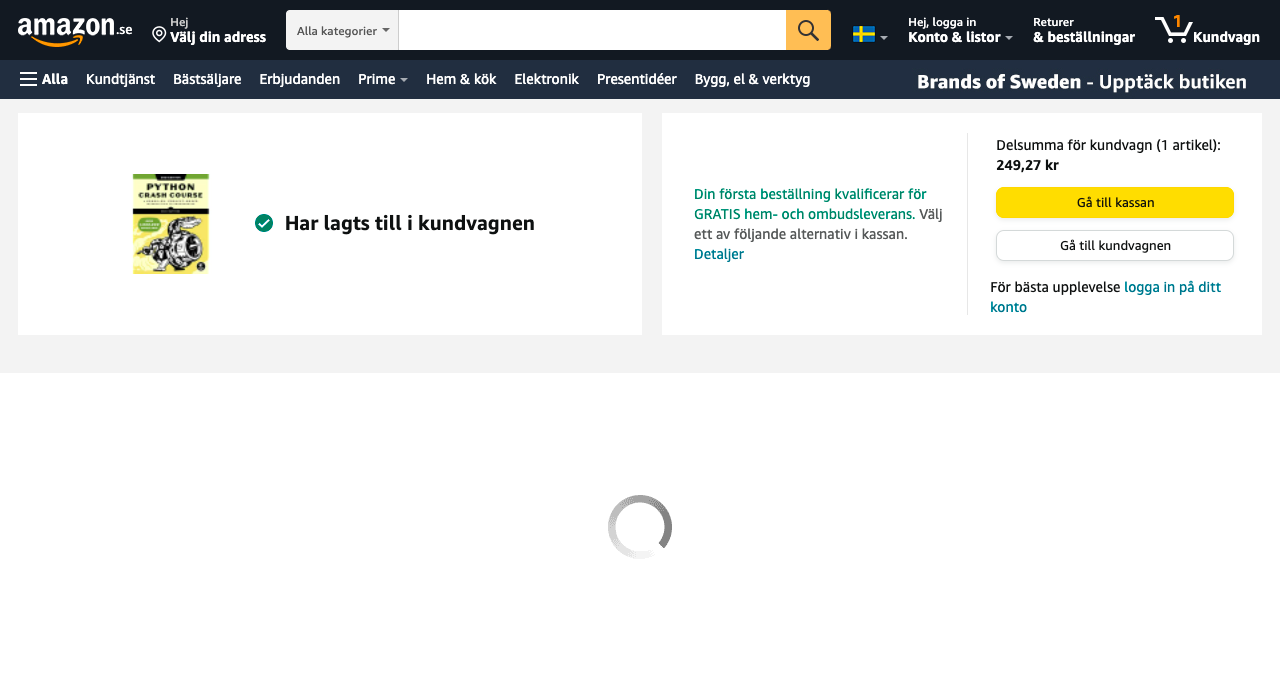 amazon.se
Hej
Välj din adress
Alla kategorier
Hej, logga in
Konto & listor
Returer
& beställningar
1
Kundvagn
Alla
Kundtjänst
Bästsäljare
Erbjudanden
Prime
Hem & kök
Elektronik
Presentidéer
Bygg, el & verktyg
Brands of Sweden - Upptäck butiken
PYTHON
CRASH COURSE
Har lagts till i kundvagnen
Din första beställning kvalificerar för
GRATIS hem- och ombudsleverans. Välj
ett av följande alternativ i kassan.
Detaljer
Delsumma för kundvagn (1 artikel):
249,27 kr
Gå till kassan
Gå till kundvagnen
För bästa upplevelse logga in på ditt
konto